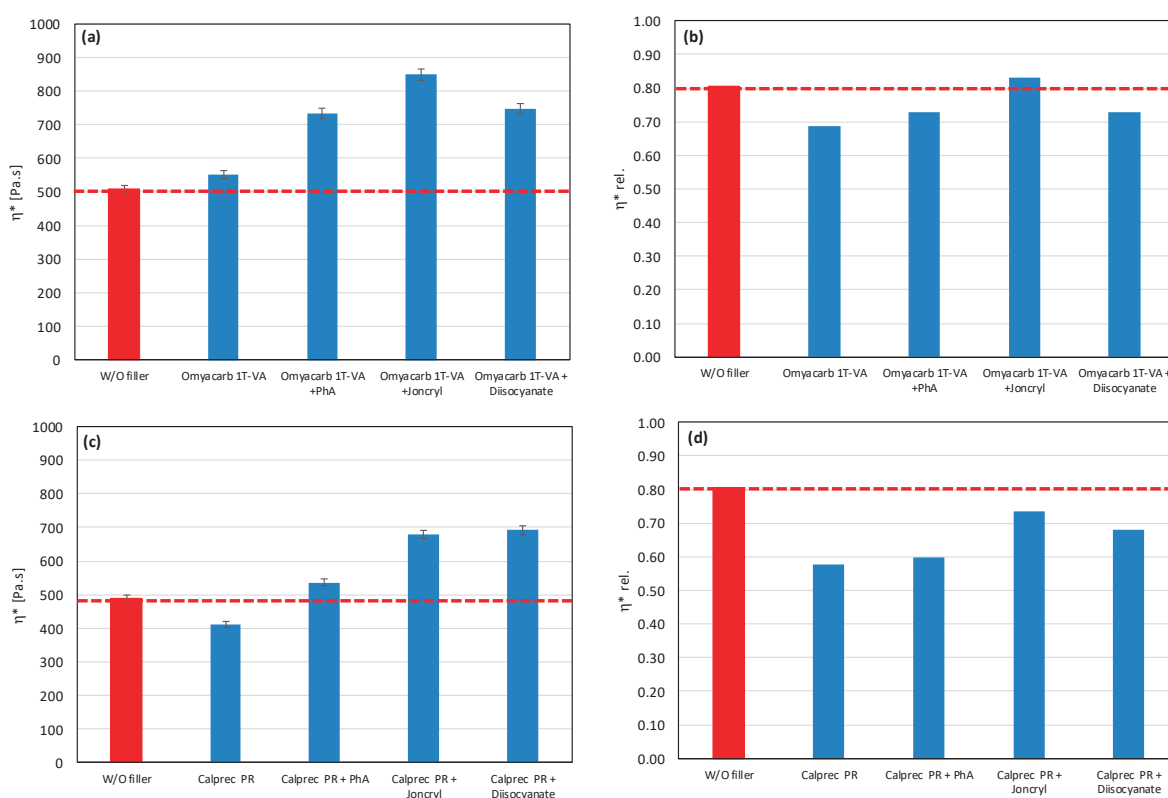 (a)
1000
900
800
700
600
500
400
300
200
100
0
η* [Pa.s]
W/O filler
Omyacarb 1T-VA
Omyacarb 1T-VA
+PhA
Omyacarb 1T-VA
+Joncryl
Omyacarb 1T-VA +
Diisocyanate
(b)
1.00
0.90
0.80
0.70
0.60
0.50
0.40
0.30
0.20
0.10
0.00
η* rel.
W/O filler
Omyacarb 1T-VA
Omyacarb 1T-VA
+PhA
Omyacarb 1T-VA
+Joncryl
Omyacarb 1T-VA +
Diisocyanate
(c)
1000
900
800
700
600
500
400
300
200
100
0
η* [Pa.s]
W/O filler
Calprec PR
Calprec PR + PhA
Calprec PR +
Joncryl
Calprec PR +
Diisocyanate
(d)
1.00
0.90
0.80
0.70
0.60
0.50
0.40
0.30
0.20
0.10
0.00
η* rel.
W/O filler
Calprec PR
Calprec PR + PhA
Calprec PR +
Joncryl
Calprec PR +
Diisocyanate